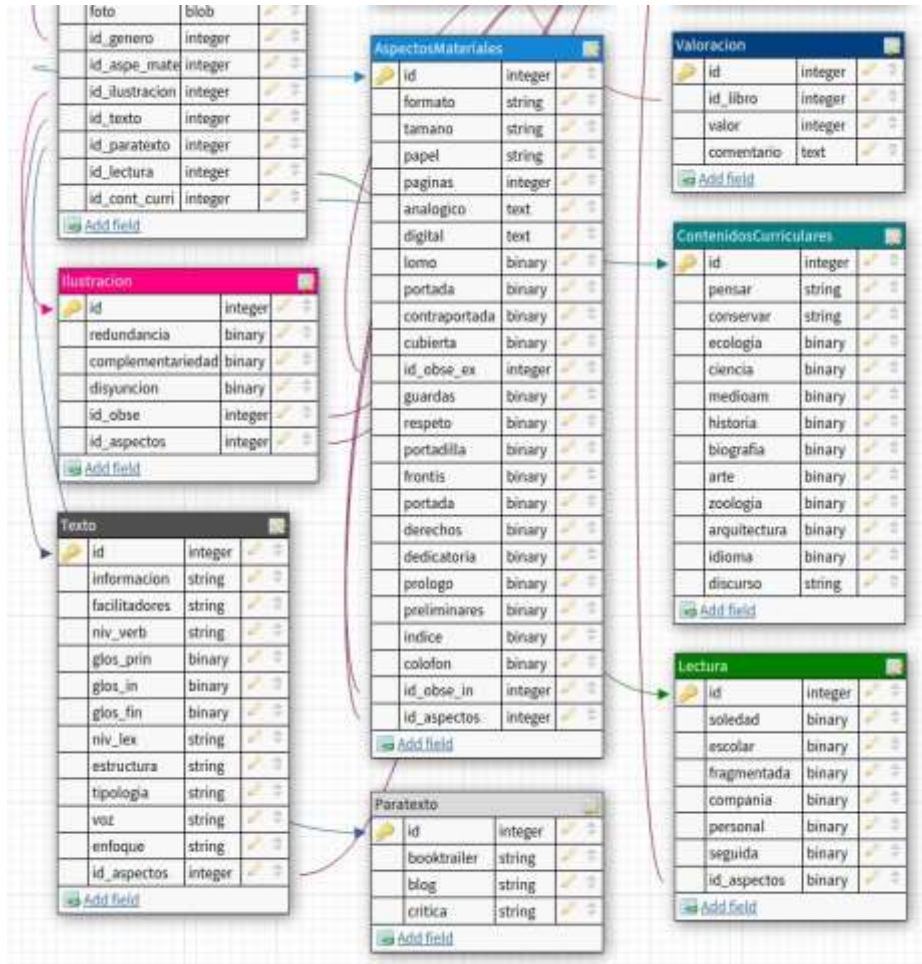 foto blob
id_genero integer
id_aspe_mate integer
id_ilustracion integer
id_texto integer
id_paratexto integer
id_lectura integer
id_cont_curri integer
Add field
Ilustracion
id integer
redundancia binary
complementariedad binary
disyuncion binary
id_obse integer
id_aspectos integer
Add field
Texto
id integer
informacion string
facilitadores string
niv_verb string
glos_prin binary
glos_in binary
glos_fin binary
niv_lex string
estructura string
tipologia string
voz string
enfoque string
id_aspectos integer
Add field
AspectosMateriales
id integer
formato string
tamano string
papel string
paginas integer
analogico text
digital text
lomo binary
portada binary
contraportada binary
cubierta binary
id_obse_ex integer
guardas binary
respeto binary
portadilla binary
frontis binary
portada binary
derechos binary
dedicatoria binary
prologo binary
preliminares binary
indice binary
colofon binary
id_obse_in integer
id_aspectos integer
Add field
Paratexto
id integer
booktrailer string
blog string
critica string
Add field
Valoracion
id integer
id_libro integer
valor integer
comentario text
Add field
ContenidosCurriculares
id integer
pensar string
conservar string
ecologia binary
ciencia binary
medioam binary
historia binary
biografia binary
arte binary
zoologia binary
arquitectura binary
idioma binary
discurso string
Add field
Lectura
id integer
soledad binary
escolar binary
fragmentada binary
compania binary
personal binary
seguida binary
id_aspectos binary
Add field